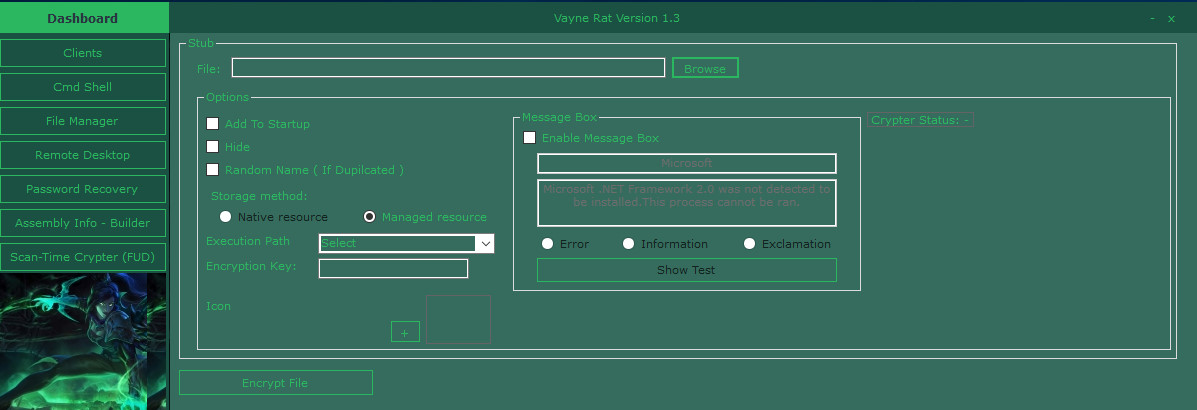 Dashboard
Vayne Rat Version 1.3
- x
Clients
Cmd Shell
File Manager
Remote Desktop
Password Recovery
Assembly Info - Builder
Scan-Time Crypter (FUD)
Stub
File:
Browse
Options
Add To Startup
Hide
Random Name ( If Dupilcated )
Storage method:
Native resource
Managed resource
Execution Path
Select
Encryption Key:
Icon
+
Message Box
Enable Message Box
Microsoft
Microsoft .NET Framework 2.0 was not detected to
be installed.This process cannot be ran.
Error
Information
Exclamation
Show Test
Crypter Status: -
Encrypt File